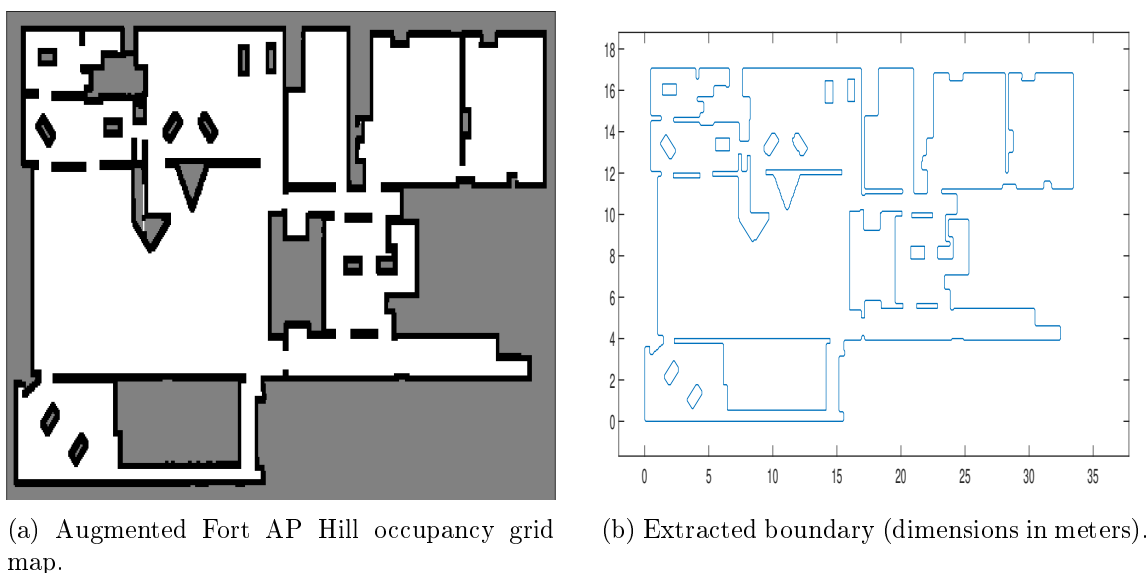 18
16
14
12
10
8
6
4
2
0
0 5 10 15 20 25 30 35
(a) Augmented Fort AP Hill occupancy grid
map.
(b) Extracted boundary (dimensions in meters).